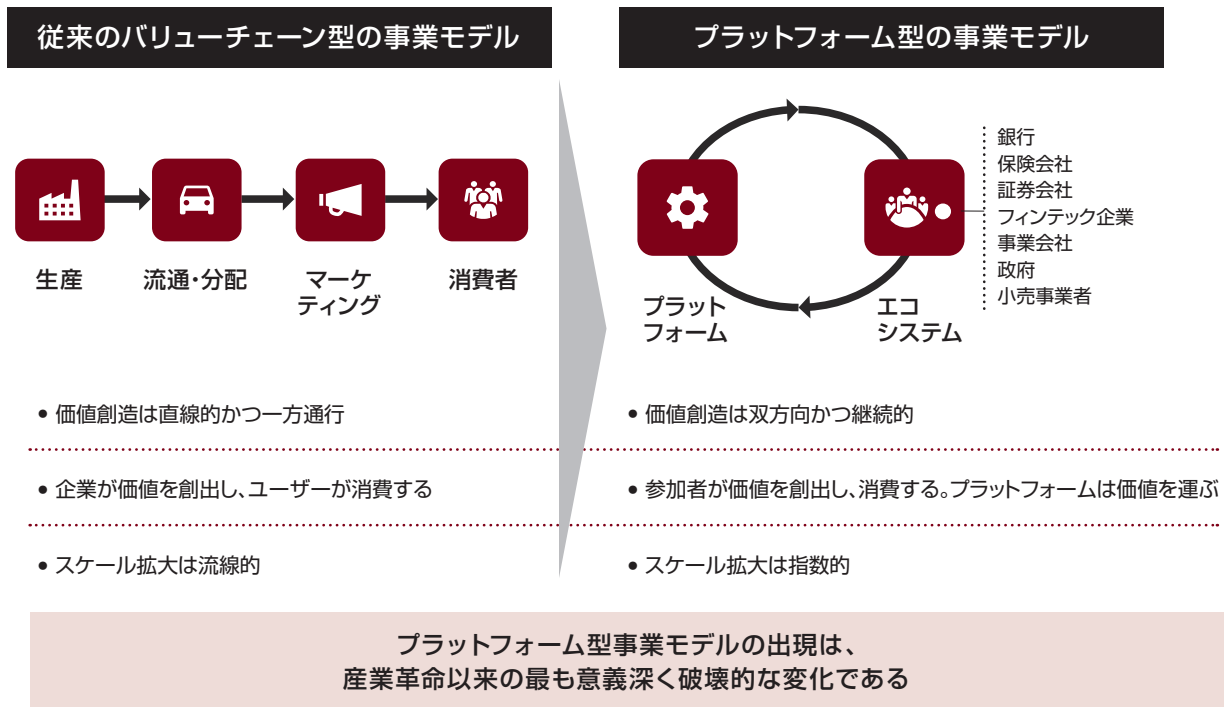 従来のバリューチェーン型の事業モデル
生産
流通・分配
マーケ
ティング
消費者
• 価値創造は直線的かつ一方通行
• 企業が価値を創出し、ユーザーが消費する
• スケール拡大は流線的
プラットフォーム型の事業モデル
プラット
フォーム
エコ
システム
銀行
保険会社
証券会社
フィンテック企業
事業会社
政府
小売事業者
• 価値創造は双方向かつ継続的
• 参加者が価値を創出し、消費する。プラットフォームは価値を運ぶ
• スケール拡大は指数的
プラットフォーム型事業モデルの出現は、
産業革命以来の最も意義深く破壊的な変化である